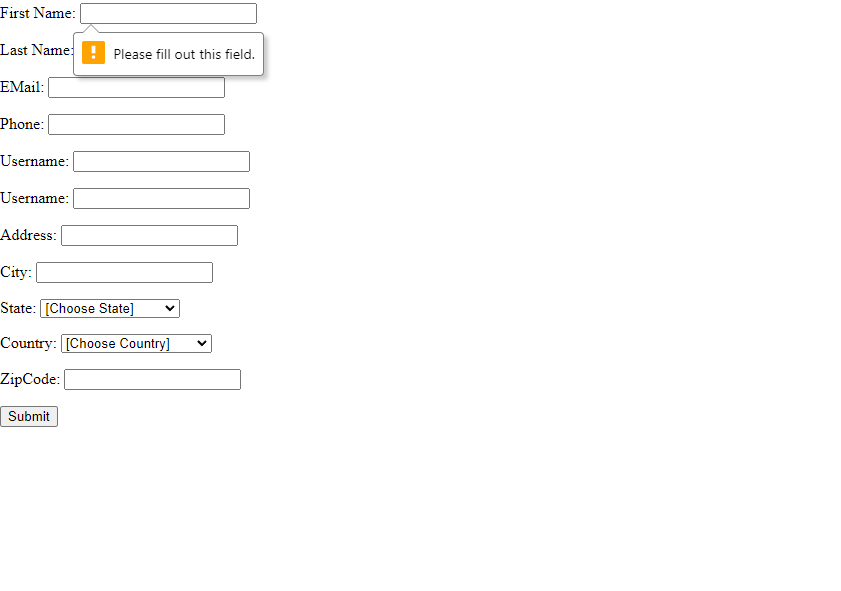 First Name:
Please fill out this field.
Last Name:
EMail:
Phone:
Username:
Username:
Address:
City:
State: [Choose State]
Country: [Choose Country]
ZipCode:
Submit